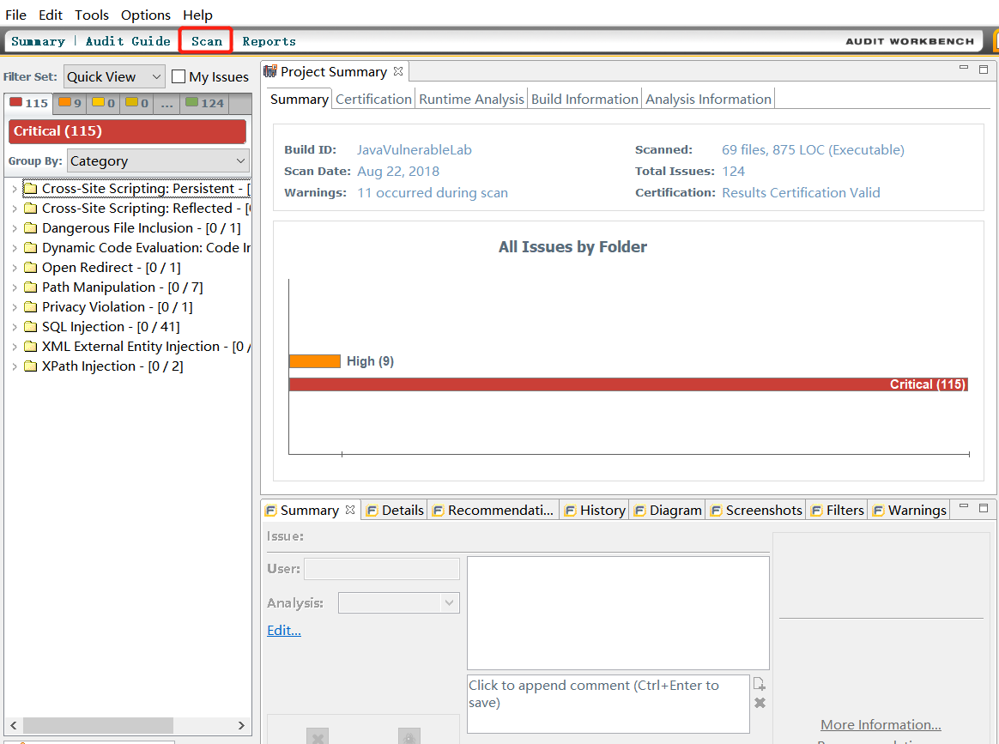 File Edit Tools Options Help
Summary | Audit Guide Scan Reports AUDIT WORKBENCH
Filter Set: Quick View My Issues
115 9 0 0 ... 124
Critical (115)
Group By: Category
Cross-Site Scripting: Persistent - [
Cross-Site Scripting: Reflected - [0
Dangerous File Inclusion - [0 / 1]
Dynamic Code Evaluation: Code In
Open Redirect - [0 / 1]
Path Manipulation - [0 / 7]
Privacy Violation - [0 / 1]
SQL Injection - [0 / 41]
XML External Entity Injection - [0 /
XPath Injection - [0 / 2]
Project Summary
Summary Certification Runtime Analysis Build Information Analysis Information
Build ID: JavaVulnerableLab Scanned: 69 files, 875 LOC (Executable)
Scan Date: Aug 22, 2018 Total Issues: 124
Warnings: 11 occurred during scan Certification: Results Certification Valid
All Issues by Folder
High (9)
Critical (115)
Summary Details Recommendati... History Diagram Screenshots Filters Warnings
Issue:
User:
Analysis:
Edit...
Click to append comment (Ctrl+Enter to
save)
More Information...